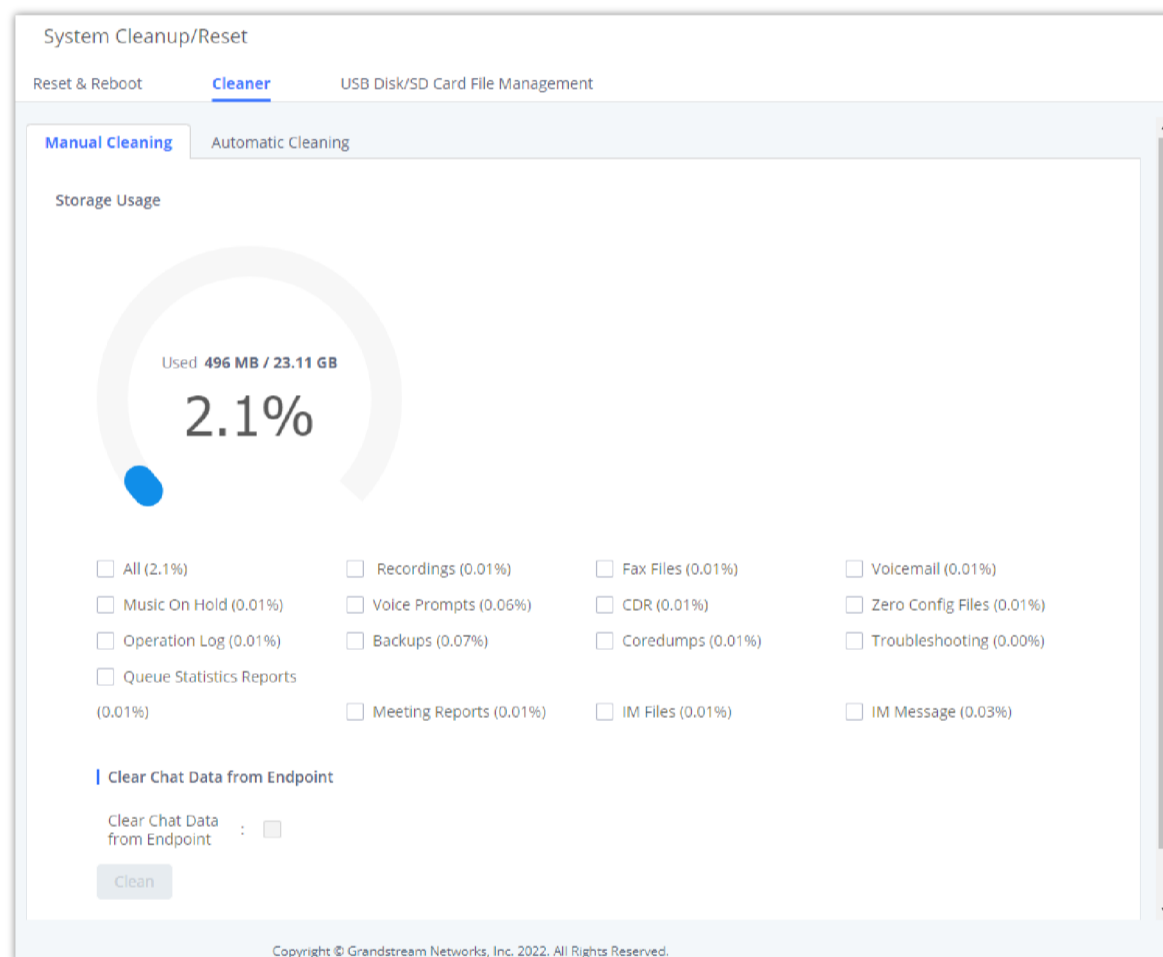 System Cleanup/Reset
Reset & Reboot Cleaner USB Disk/SD Card File Management
Manual Cleaning Automatic Cleaning
Storage Usage
Used 496 MB / 23.11 GB
2.1%
All (2.1%) Recordings (0.01%) Fax Files (0.01%) Voicemail (0.01%)
Music On Hold (0.01%) Voice Prompts (0.06%) CDR (0.01%) Zero Config Files (0.01%)
Operation Log (0.01%) Backups (0.07%) Coredumps (0.01%) Troubleshooting (0.00%)
Queue Statistics Reports
(0.01%) Meeting Reports (0.01%) IM Files (0.01%) IM Message (0.03%)
Clear Chat Data from Endpoint
Clear Chat Data
from Endpoint :
Clean
Copyright © Grandstream Networks, Inc. 2022. All Rights Reserved.